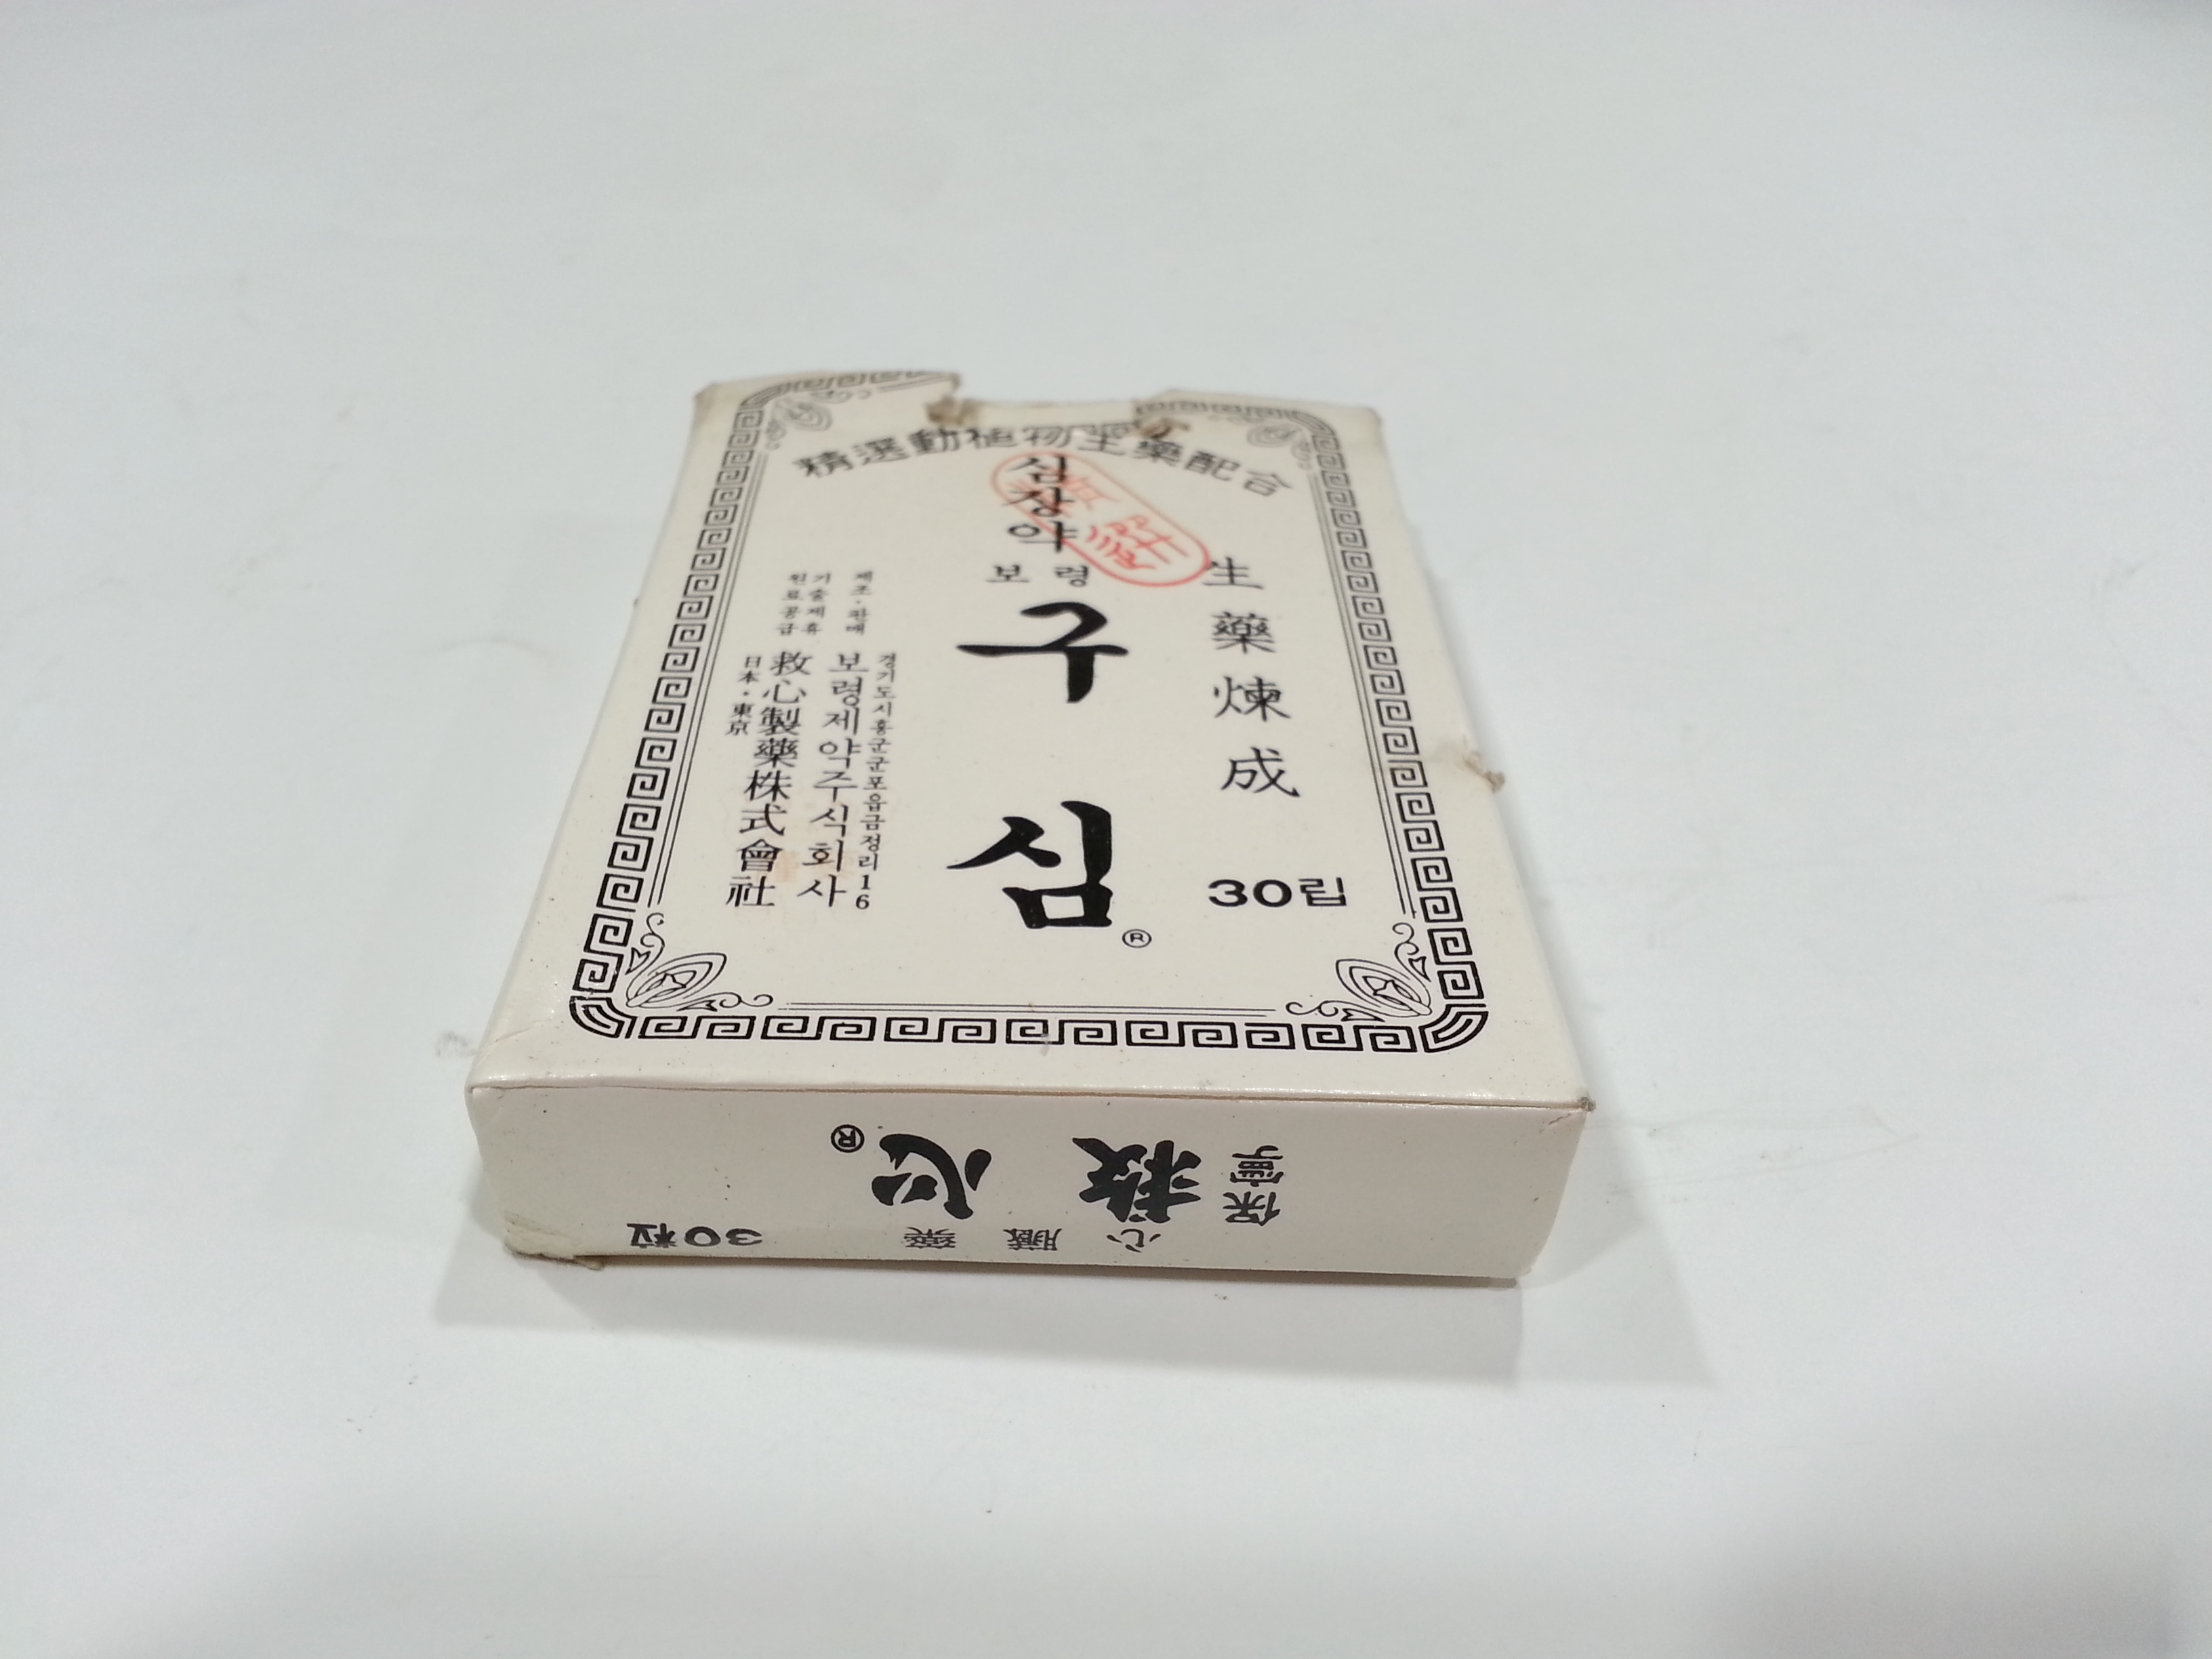 精選動植物生藥配合
심장약
보령
구심®
生藥煉成
30립
경기도시흥군군포읍금정리16
제조·판매 보령제약주식회사
기술제휴
원료공급
救心製藥株式會社
日本·東京
保寧
救心®
心臟藥
30粒